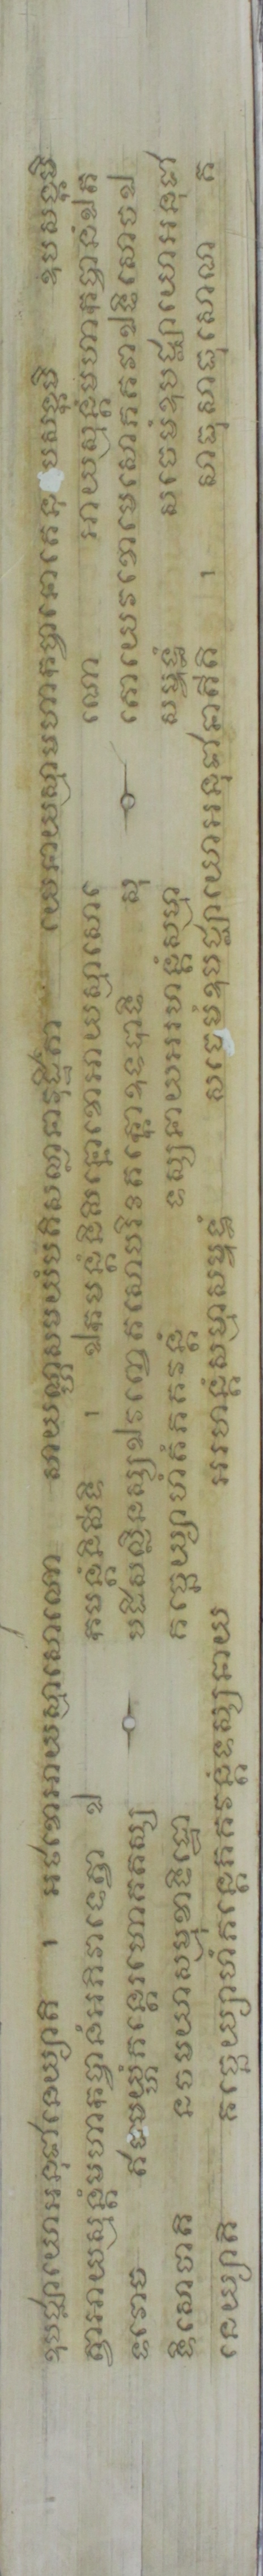 ឧបជ្ឈាយោអនុជានេយ្យាតិ ។ អថខោអាយស្មាសោណោ សាយណ្ហសមយំបតិសល្លានាវុដ្ឋិតោ យេនាយស្មាមហាកច្ចានោតេនុបសង្កមិ ឧបសង្កមិ
ត្វាអាយស្មន្តំមហាកច្ចានំអភិវាទេត្វា ឯ កមន្តំនិសីទិ ។ ឯកមន្តំនិសិន្នោខោអាយស្មាសោ ណោ អាយស្មន្តំមហាកច្ចានំឯត
ទវោច ឥធមយ្ហំភន្តេរហោគតស្ស បដិសល្លិនស្សឯវញ្ចេតសោបរិវិតក្កោឧទបាទិ សុ តោយេវខោមេសោភគវាឯទិសោចឯ
ទិសោចាតិ នចមយាសម្មុខាទិដ្ឋោ គច្ឆេយ្យាហំតំភគវន្តំ ទស្សនាយអរហន្តំសម្មា សម្ពុទ្ធំ សចេមំឧបជ្ឈាយោអនុជា
នេយ្យាតិ គច្ឆេយ្យាហំភន្តេភគវន្តំទស្សនាយ អរហន្តំសម្មាសម្ពុទ្ធំ សចេមំឧបជ្ឈាយោអនុជានាតីតិ ។ សាធុសាធុសោណ គ